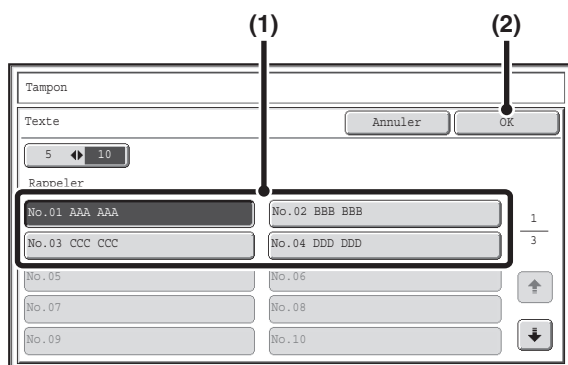 (1) (2)
Tampon
Texte Annuler OK
5 10
Rappeler
No.01 AAA AAA No.02 BBB BBB 1
No.03 CCC CCC No.04 DDD DDD 3
No.05 No.06
No.07 No.08
No.09 No.10